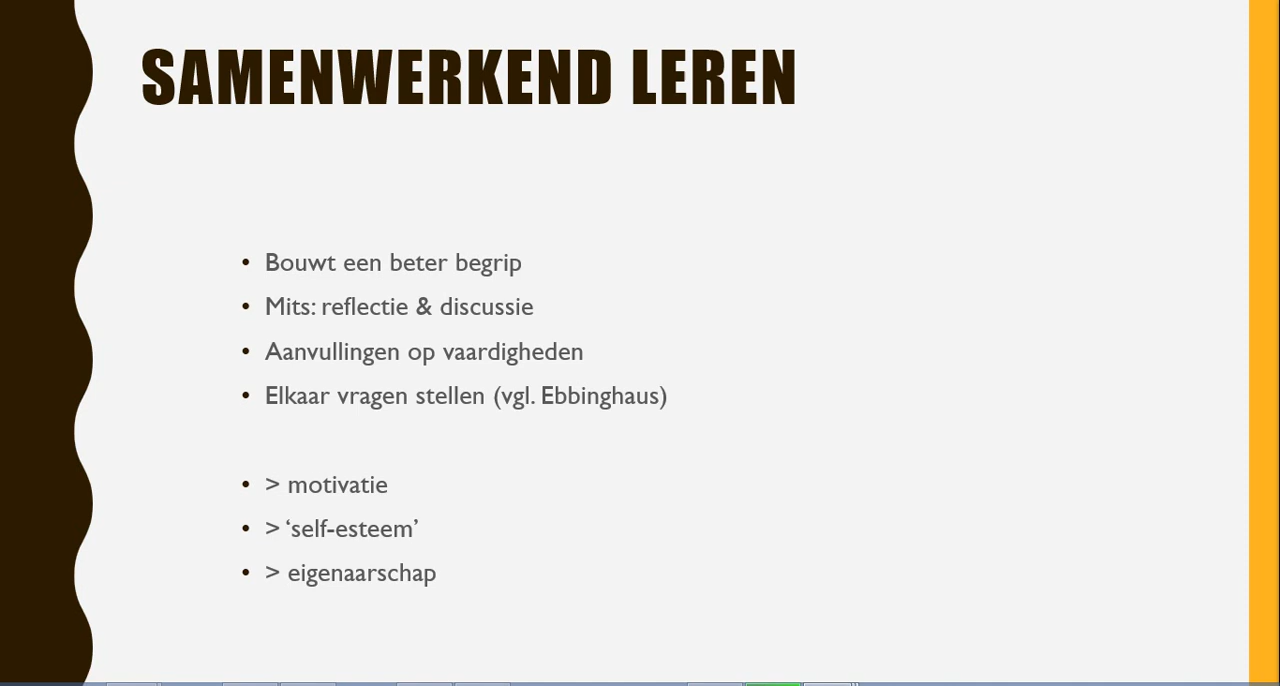 SAMENWERKEND LEREN
• Bouwt een beter begrip
• Mits: reflectie & discussie
• Aanvullingen op vaardigheden
• Elkaar vragen stellen (vgl. Ebbinghaus)
• > motivatie
• > ‘self-esteem’
• > eigenaarschap